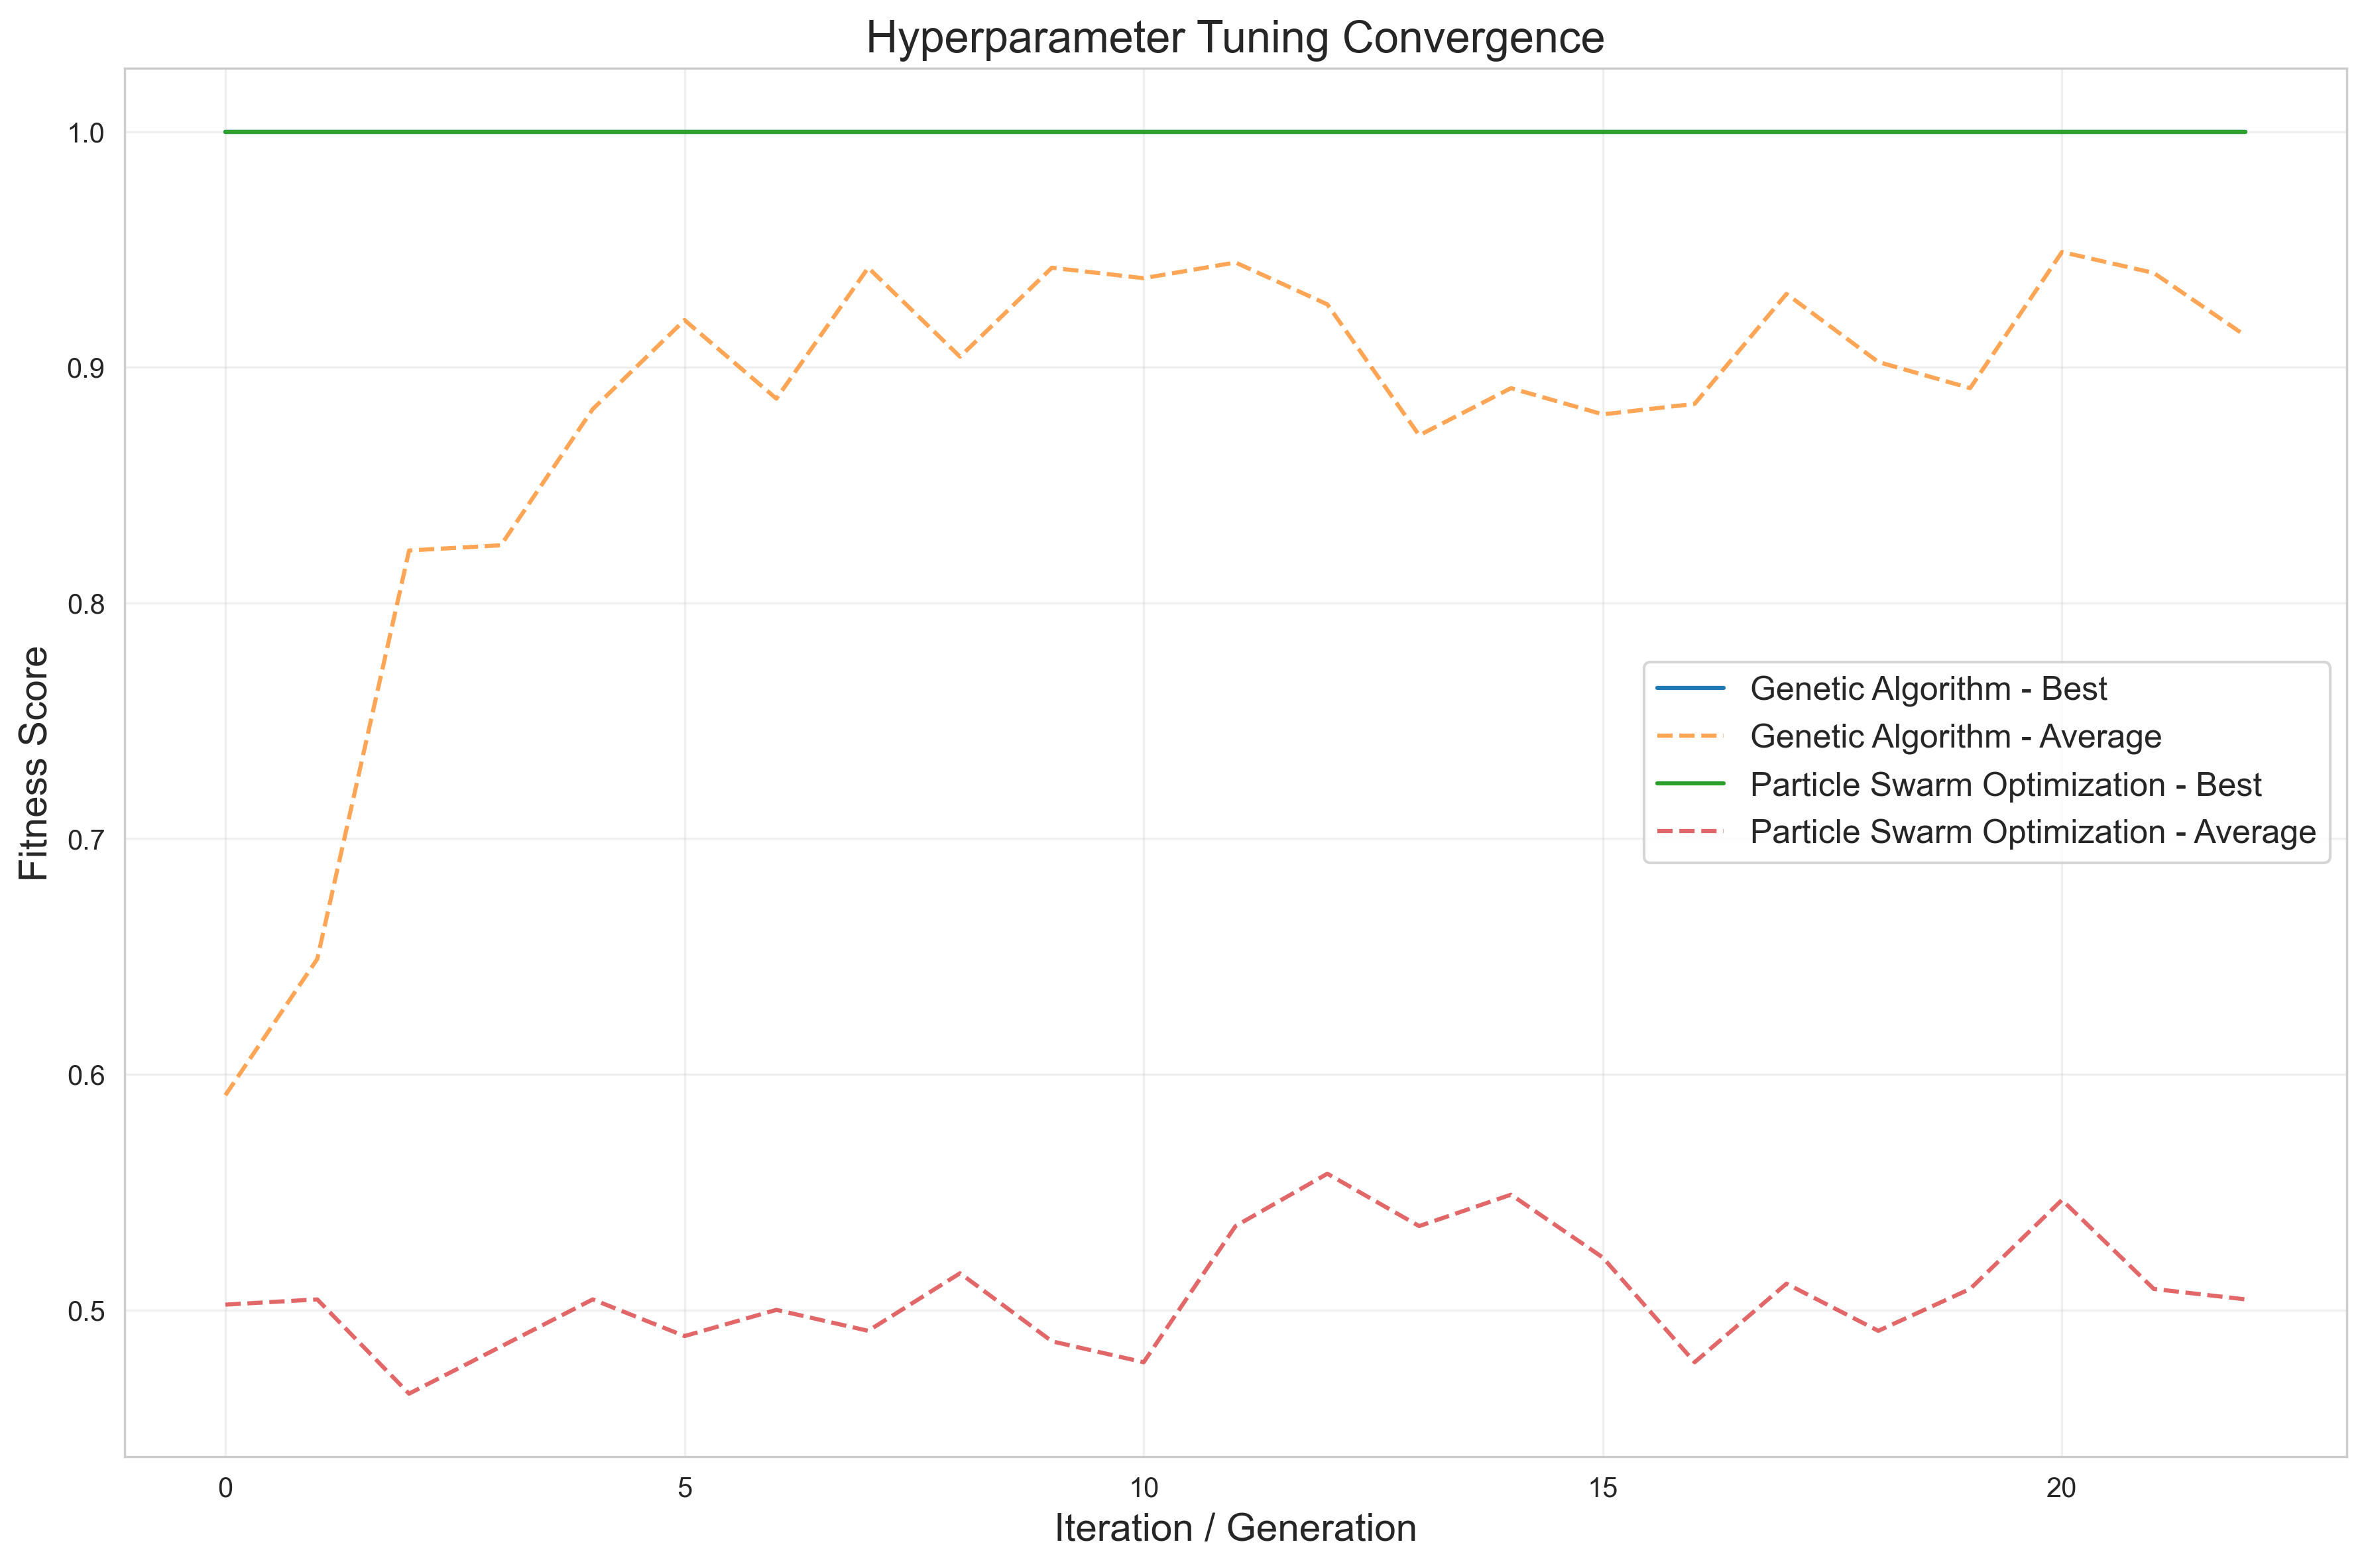 Hyperparameter Tuning Convergence
1.0
0.9
0.8
0.7
0.6
0.5
Fitness Score
Genetic Algorithm - Best
Genetic Algorithm - Average
Particle Swarm Optimization - Best
Particle Swarm Optimization - Average
0 5 10 15 20
Iteration / Generation